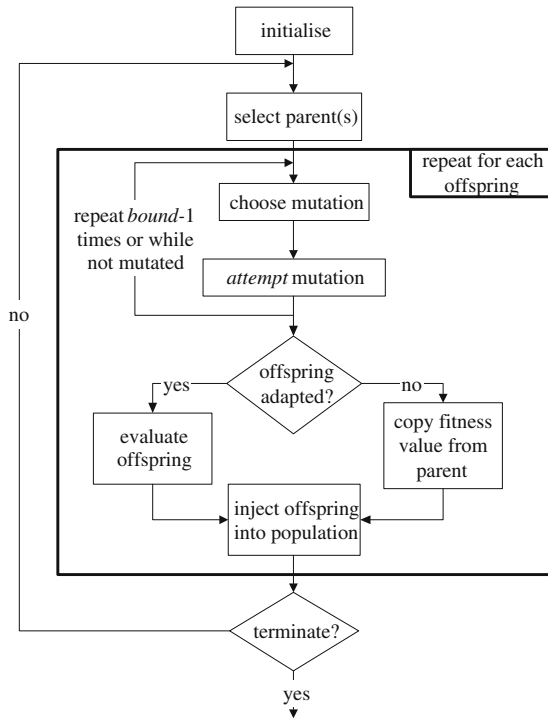 initialise
select parent(s)
repeat for each
offspring
choose mutation
repeat bound-1
times or while
not mutated
attempt mutation
no
offspring
adapted?
yes
no
evaluate
offspring
copy fitness
value from
parent
inject offspring
into population
terminate?
yes